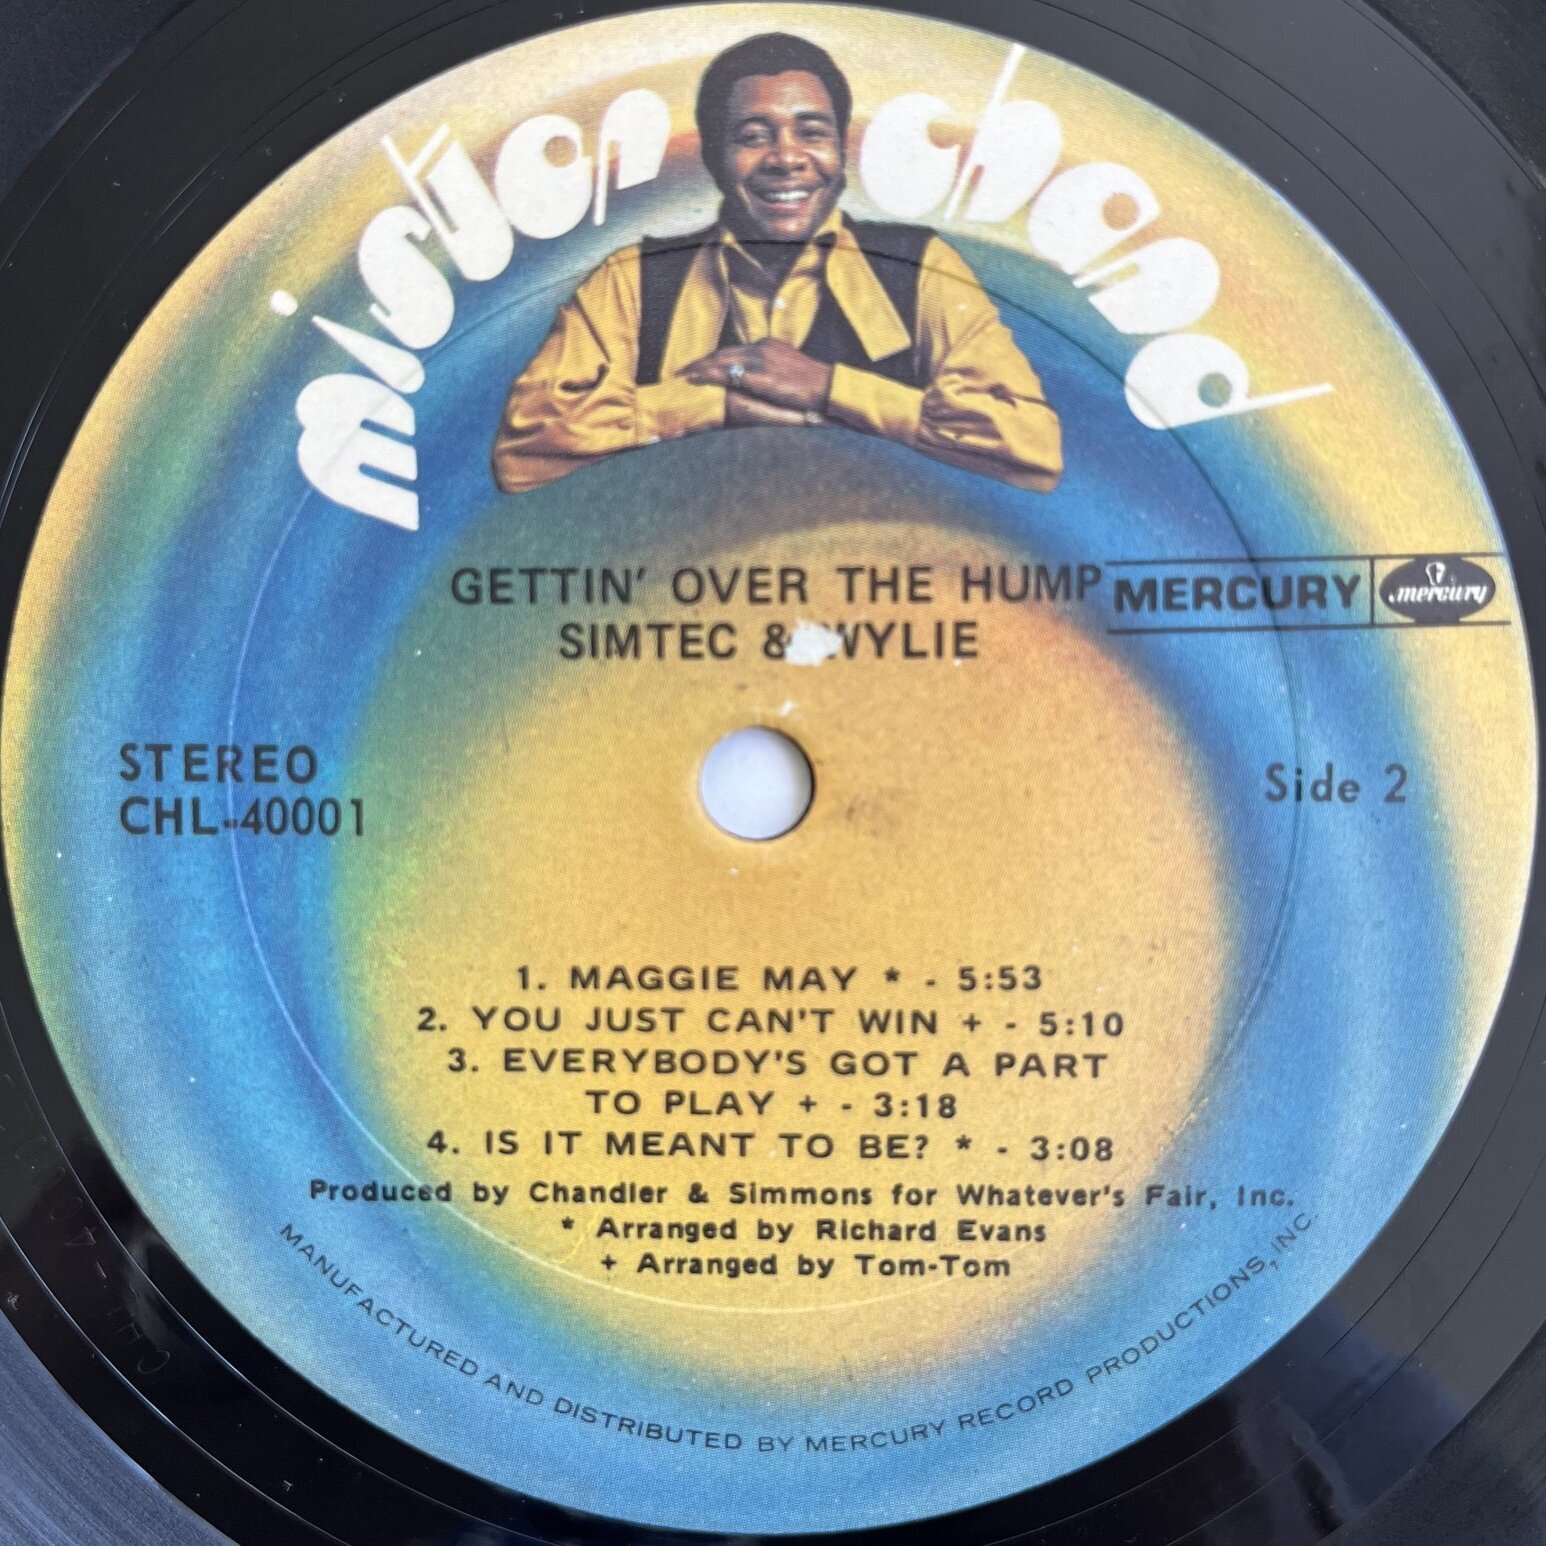 mister chand
GETTIN' OVER THE HUMP
SIMTEC & WYLIE
MERCURY
mercury
STEREO
CHL-40001
Side 2
1. MAGGIE MAY * - 5:53
2. YOU JUST CAN'T WIN + - 5:10
3. EVERYBODY'S GOT A PART
TO PLAY + - 3:18
4. IS IT MEANT TO BE? * - 3:08
Produced by Chandler & Simmons for Whatever's Fair, Inc.
* Arranged by Richard Evans
+ Arranged by Tom-Tom
MANUFACTURED AND DISTRIBUTED BY MERCURY RECORD PRODUCTIONS, INC.